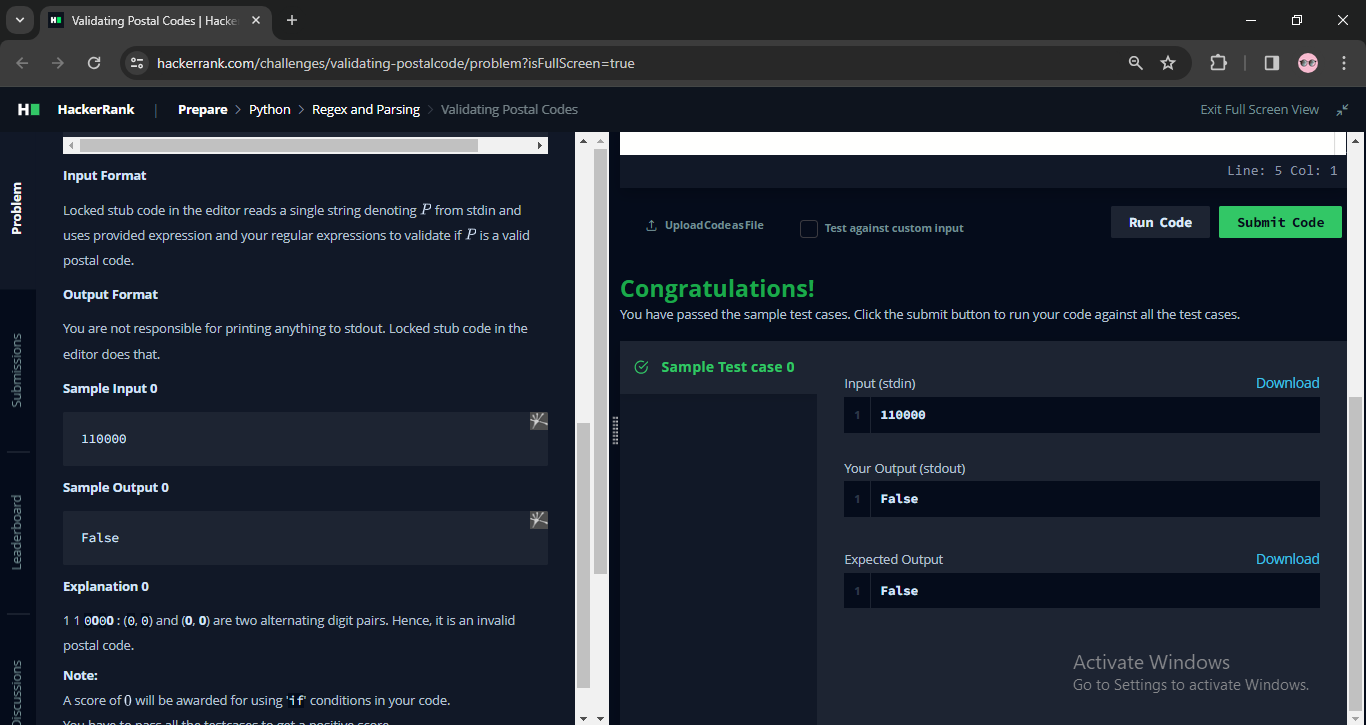 Validating Postal Codes | Hacke
hackerrank.com/challenges/validating-postalcode/problem?isFullScreen=true
HackerRank | Prepare > Python > Regex and Parsing > Validating Postal Codes
Exit Full Screen View
Problem
Submissions
Leaderboard
Discussions
Input Format
Locked stub code in the editor reads a single string denoting P from stdin and
uses provided expression and your regular expressions to validate if P is a valid
postal code.
Output Format
You are not responsible for printing anything to stdout. Locked stub code in the
editor does that.
Sample Input 0
110000
Sample Output 0
False
Explanation 0
1 1 0000 : (0, 0) and (0, 0) are two alternating digit pairs. Hence, it is an invalid
postal code.
Note:
A score of 0 will be awarded for using 'if' conditions in your code.
You have to pass all the testcases to get a positive score.
Line: 5 Col: 1
Upload Code as File
Test against custom input
Run Code
Submit Code
Congratulations!
You have passed the sample test cases. Click the submit button to run your code against all the test cases.
Sample Test case 0
Input (stdin)
Download
1 110000
Your Output (stdout)
1 False
Expected Output
Download
1 False
Activate Windows
Go to Settings to activate Windows.